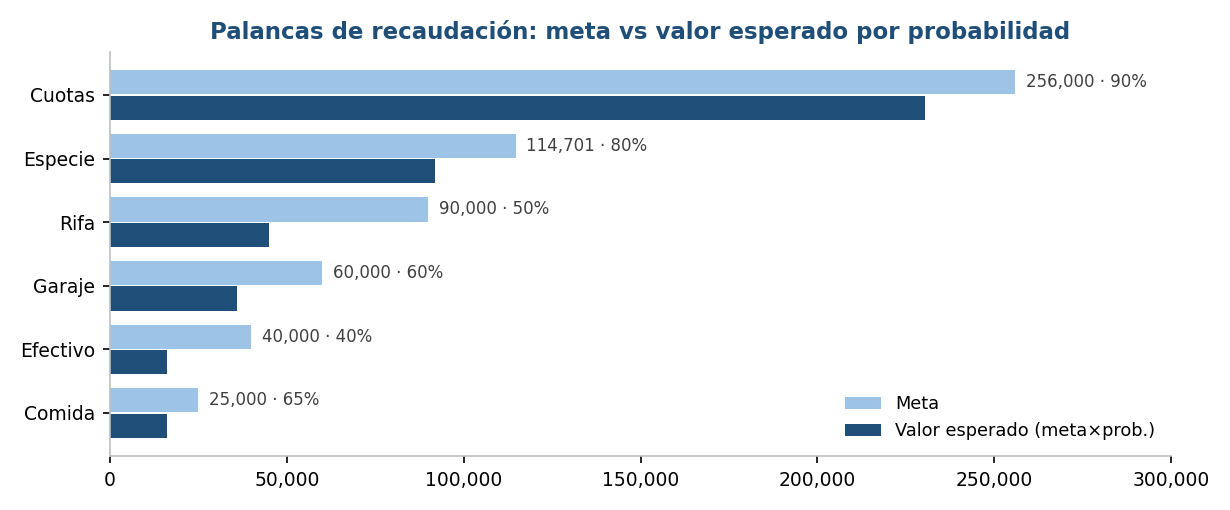 Palancas de recaudación: meta vs valor esperado por probabilidad
Cuotas
256,000 · 90%
Especie
114,701 · 80%
Rifa
90,000 · 50%
Garaje
60,000 · 60%
Efectivo
40,000 · 40%
Comida
25,000 · 65%
Meta
Valor esperado (meta×prob.)
0 50,000 100,000 150,000 200,000 250,000 300,000